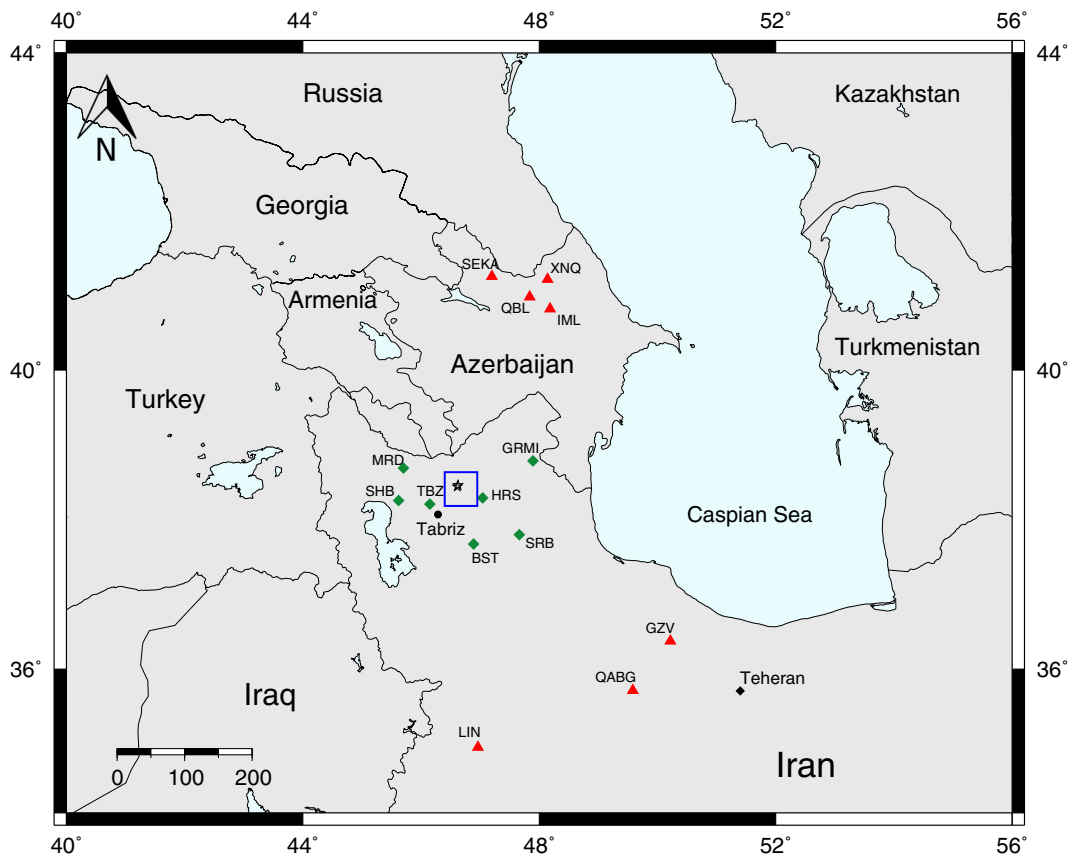 40˚ 44˚ 48˚ 52˚ 56˚
44˚ 44˚
Russia
Kazakhstan
N
Georgia
SEKA
XNQ
Armenia
QBL
IML
Turkmenistan
Azerbaijan
40˚ 40˚
Turkey
GRMI
MRD
SHB
TBZ
HRS
Caspian Sea
Tabriz
SRB
BST
GZV
36˚ 36˚
QABG
Teheran
Iraq
LIN
Iran
0 100 200
40˚ 44˚ 48˚ 52˚ 56˚